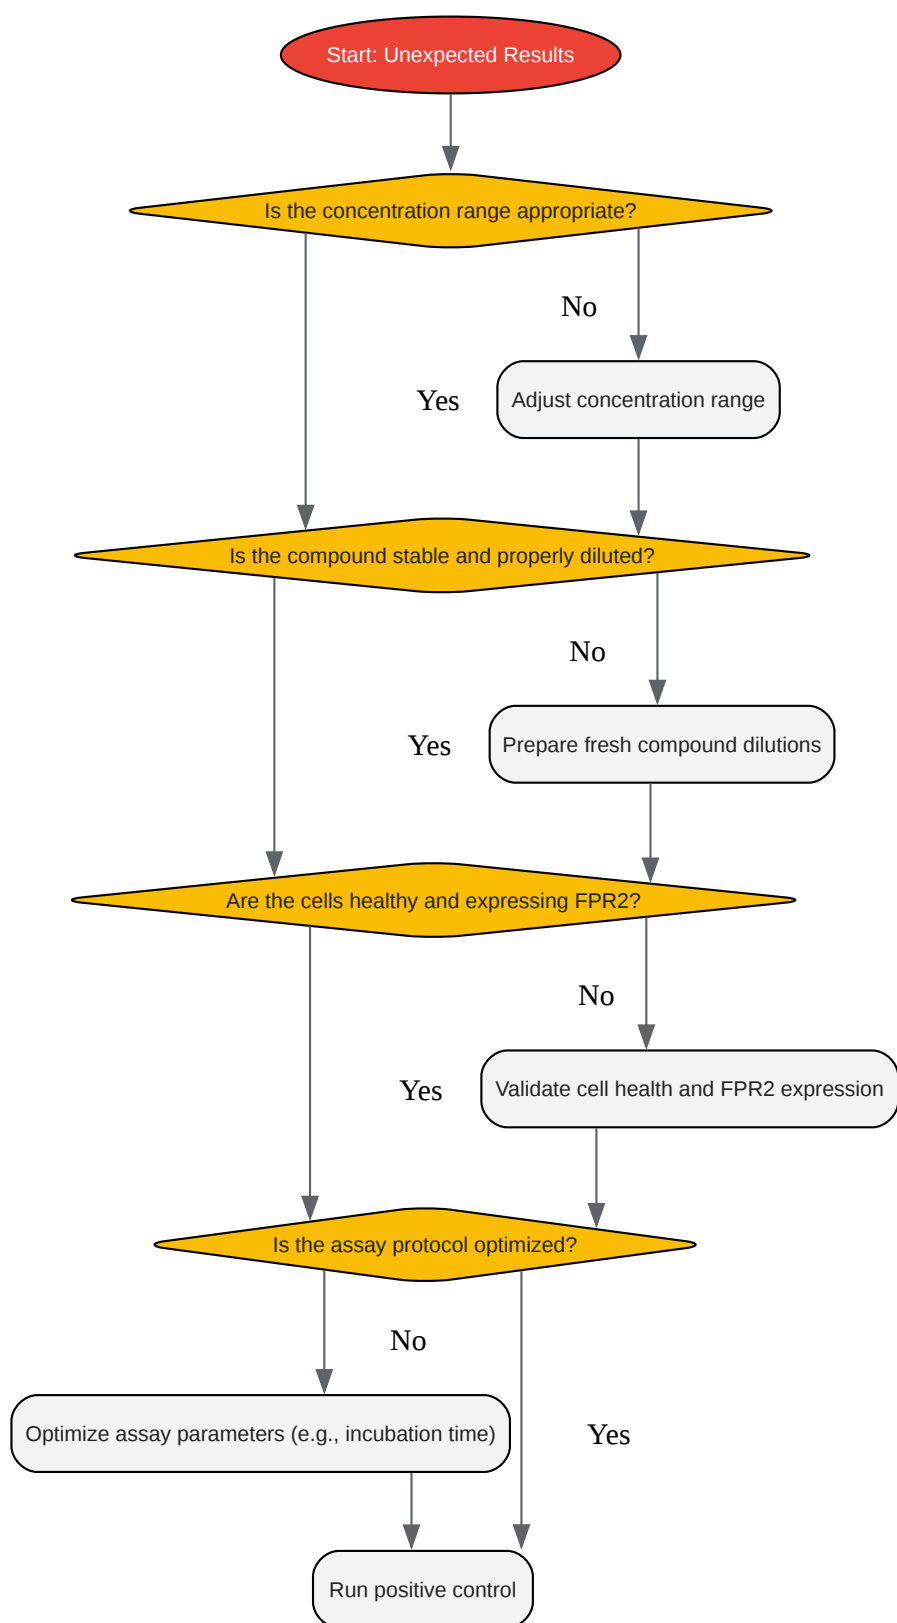 Start: Unexpected Results
Is the concentration range appropriate?
No
Yes
Adjust concentration range
Is the compound stable and properly diluted?
No
Yes
Prepare fresh compound dilutions
Are the cells healthy and expressing FPR2?
No
Yes
Validate cell health and FPR2 expression
Is the assay protocol optimized?
No
Optimize assay parameters (e.g., incubation time)
Yes
Run positive control